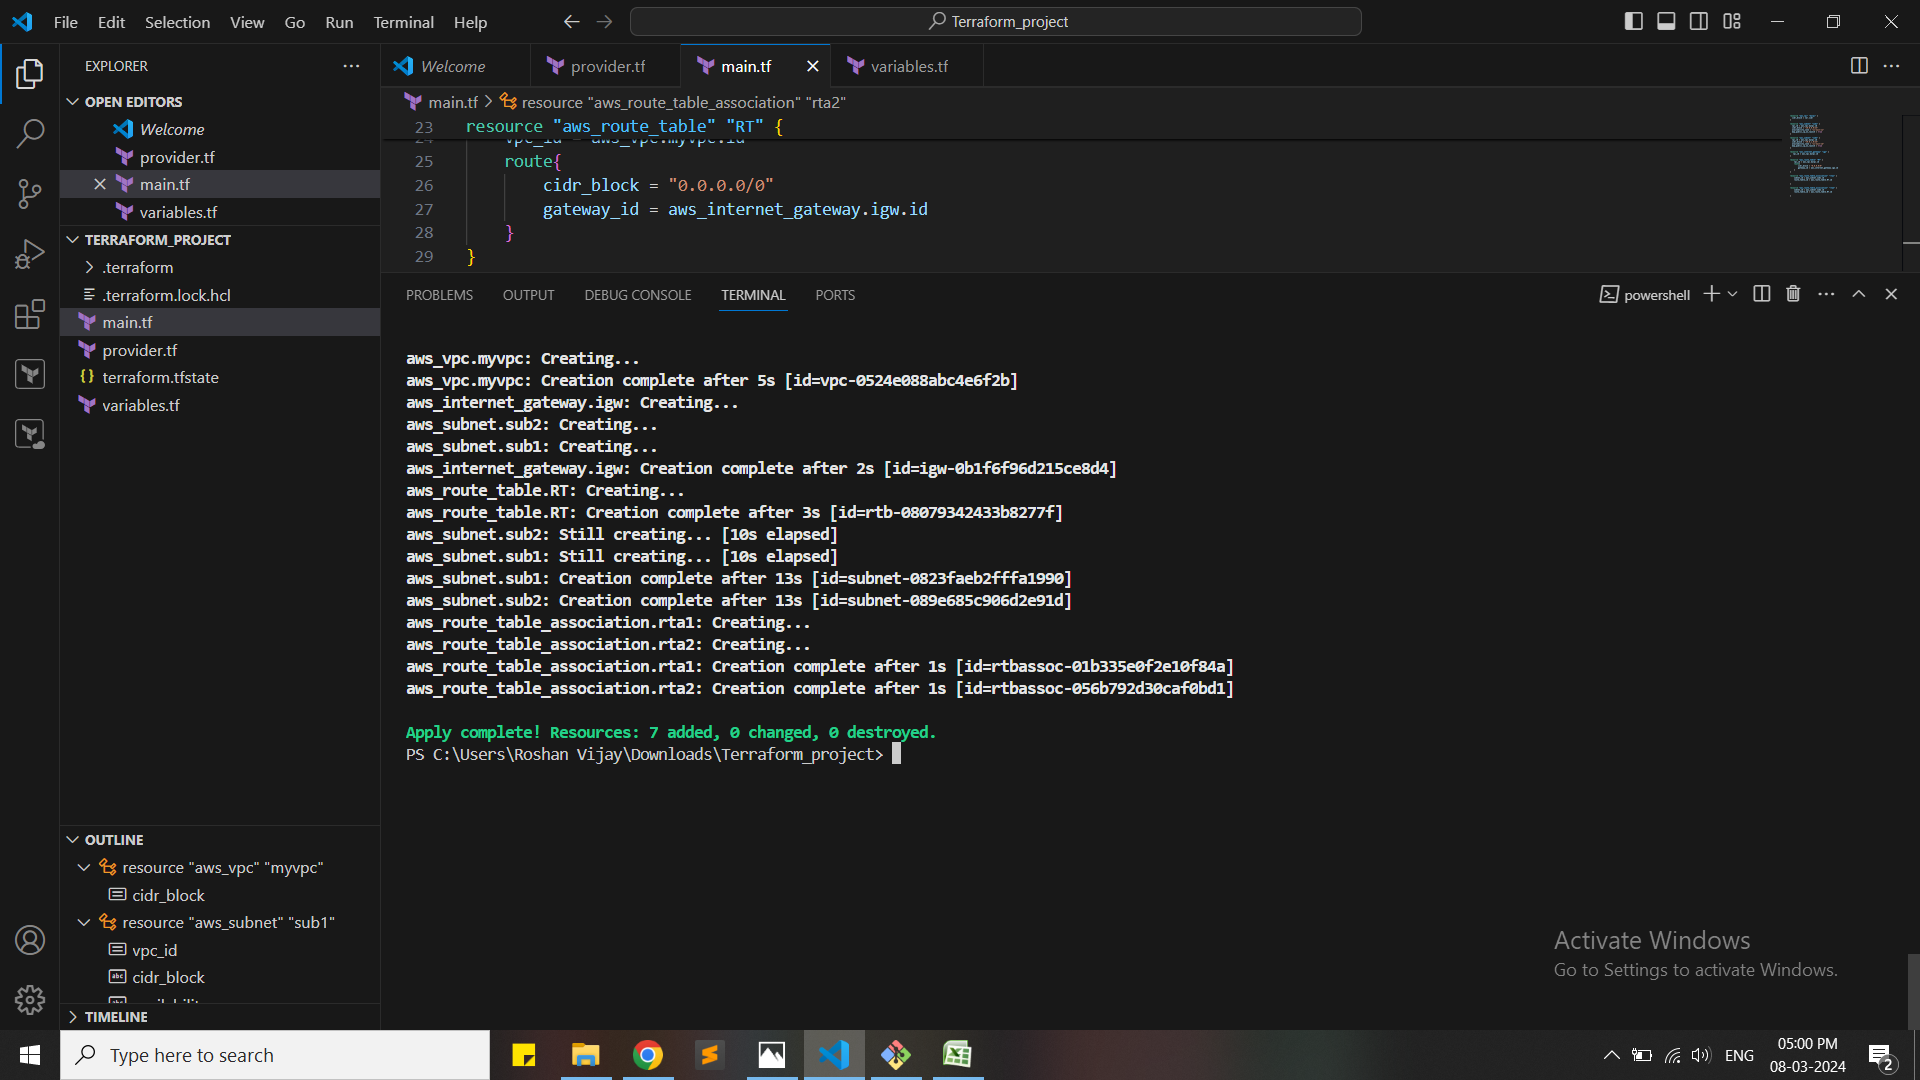 File Edit Selection View Go Run Terminal Help
Terraform_project
EXPLORER
OPEN EDITORS
Welcome
provider.tf
main.tf
variables.tf
TERRAFORM_PROJECT
.terraform
.terraform.lock.hcl
main.tf
provider.tf
terraform.tfstate
variables.tf
OUTLINE
resource "aws_vpc" "myvpc"
cidr_block
resource "aws_subnet" "sub1"
vpc_id
cidr_block
TIMELINE
Welcome provider.tf main.tf variables.tf
main.tf > resource "aws_route_table_association" "rta2"
23 resource "aws_route_table" "RT" {
24 vpc_id = aws_vpc.myvpc.id
25 route{
26 cidr_block = "0.0.0.0/0"
27 gateway_id = aws_internet_gateway.igw.id
28 }
29 }
PROBLEMS OUTPUT DEBUG CONSOLE TERMINAL PORTS
powershell
aws_vpc.myvpc: Creating...
aws_vpc.myvpc: Creation complete after 5s [id=vpc-0524e088abc4e6f2b]
aws_internet_gateway.igw: Creating...
aws_subnet.sub2: Creating...
aws_subnet.sub1: Creating...
aws_internet_gateway.igw: Creation complete after 2s [id=igw-0b1f6f96d215ce8d4]
aws_route_table.RT: Creating...
aws_route_table.RT: Creation complete after 3s [id=rtb-08079342433b8277f]
aws_subnet.sub2: Still creating... [10s elapsed]
aws_subnet.sub1: Still creating... [10s elapsed]
aws_subnet.sub1: Creation complete after 13s [id=subnet-0823faeb2fffa1990]
aws_subnet.sub2: Creation complete after 13s [id=subnet-089e685c906d2e91d]
aws_route_table_association.rta1: Creating...
aws_route_table_association.rta2: Creating...
aws_route_table_association.rta1: Creation complete after 1s [id=rtbassoc-01b335e0f2e10f84a]
aws_route_table_association.rta2: Creation complete after 1s [id=rtbassoc-056b792d30caf0bd1]
Apply complete! Resources: 7 added, 0 changed, 0 destroyed.
PS C:\Users\Roshan Vijay\Downloads\Terraform_project>
Activate Windows
Go to Settings to activate Windows.
Type here to search
ENG
05:00 PM
08-03-2024
2